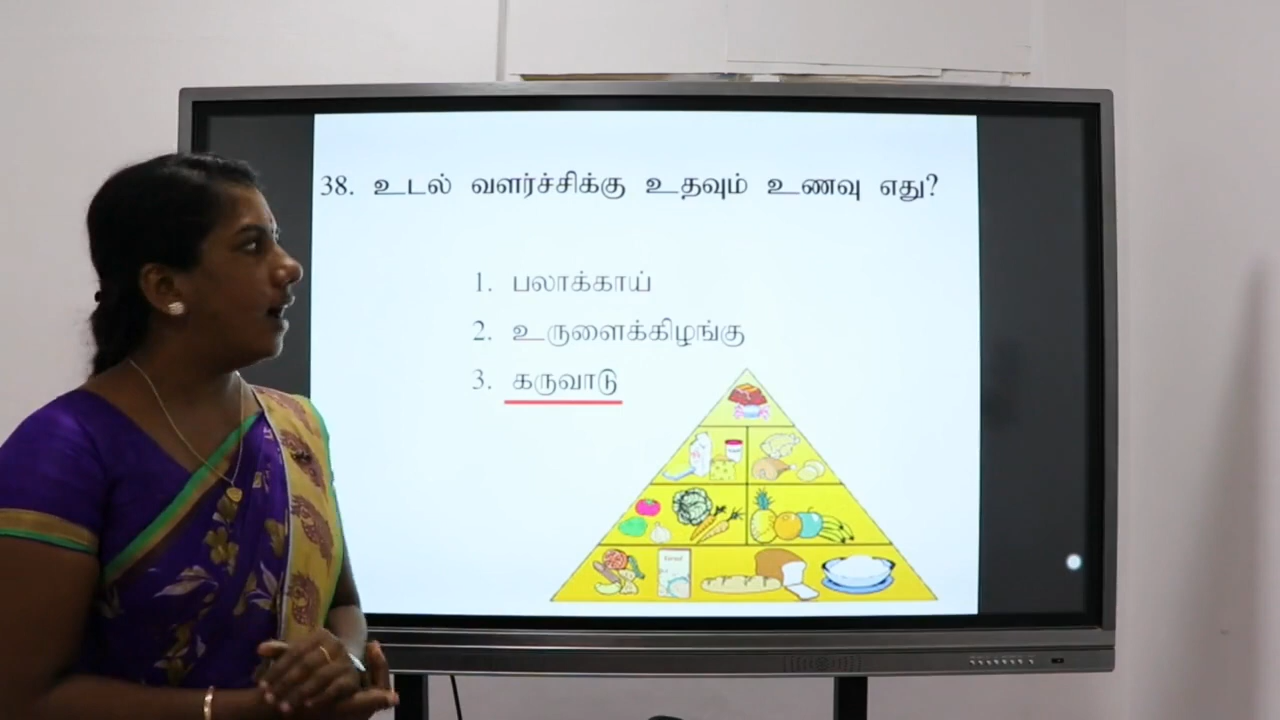 38. உடல் வளர்ச்சிக்கு உதவும் உணவு எது?
1. பலாக்காய்
2. உருளைக்கிழங்கு
3. கருவாடு